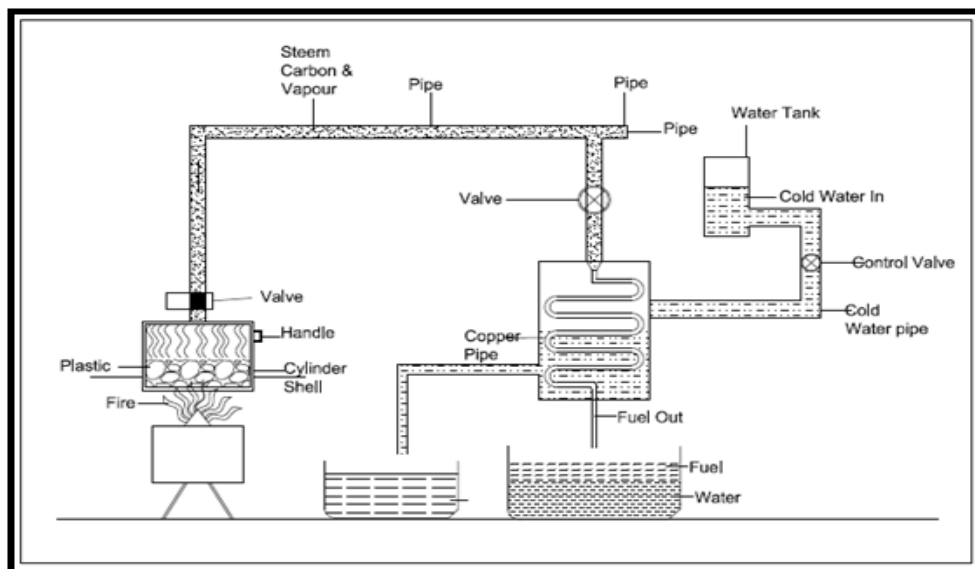 Steem
Carbon &
Vapour
Pipe
Pipe
Pipe
Water Tank
Valve
Cold Water In
Control Valve
Valve
Handle
Cold
Water pipe
Copper
Pipe
Plastic
Cylinder
Shell
Fire
Fuel Out
Fuel
Water